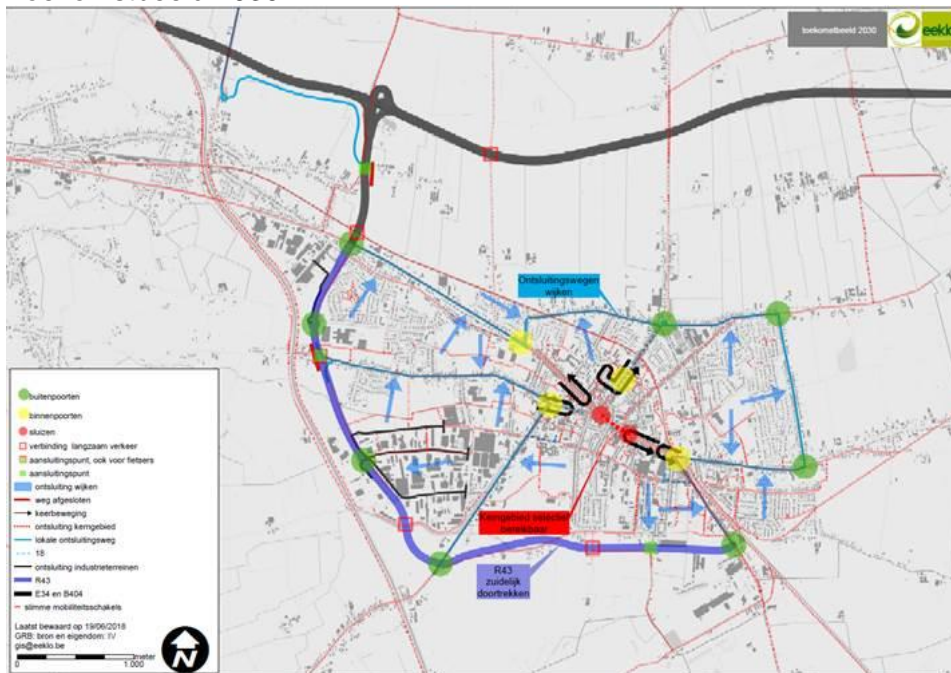 toekomstbeeld 2030
eeklo
Ontsluitingswegen
wijken
Kerngebied selectief
bereikbaar
R43
zuidelijk
doortrekken
buitenpoorten
binnenpoorten
sluizen
verbinding langzaam verkeer
aansluitingspunt, ook voor fietsers
aansluitingspunt
ontsluiting wijken
weg afgesloten
keerbeweging
ontsluiting kerngebied
lokale ontsluitingsweg
18
ontsluiting industrieterreinen
R43
E34 en B404
slimme mobiliteitsschakels
Laatst bewaard op 19/06/2018
GRB: bron en eigendom: IV
gis@eeklo.be
meter
0 1.000
N